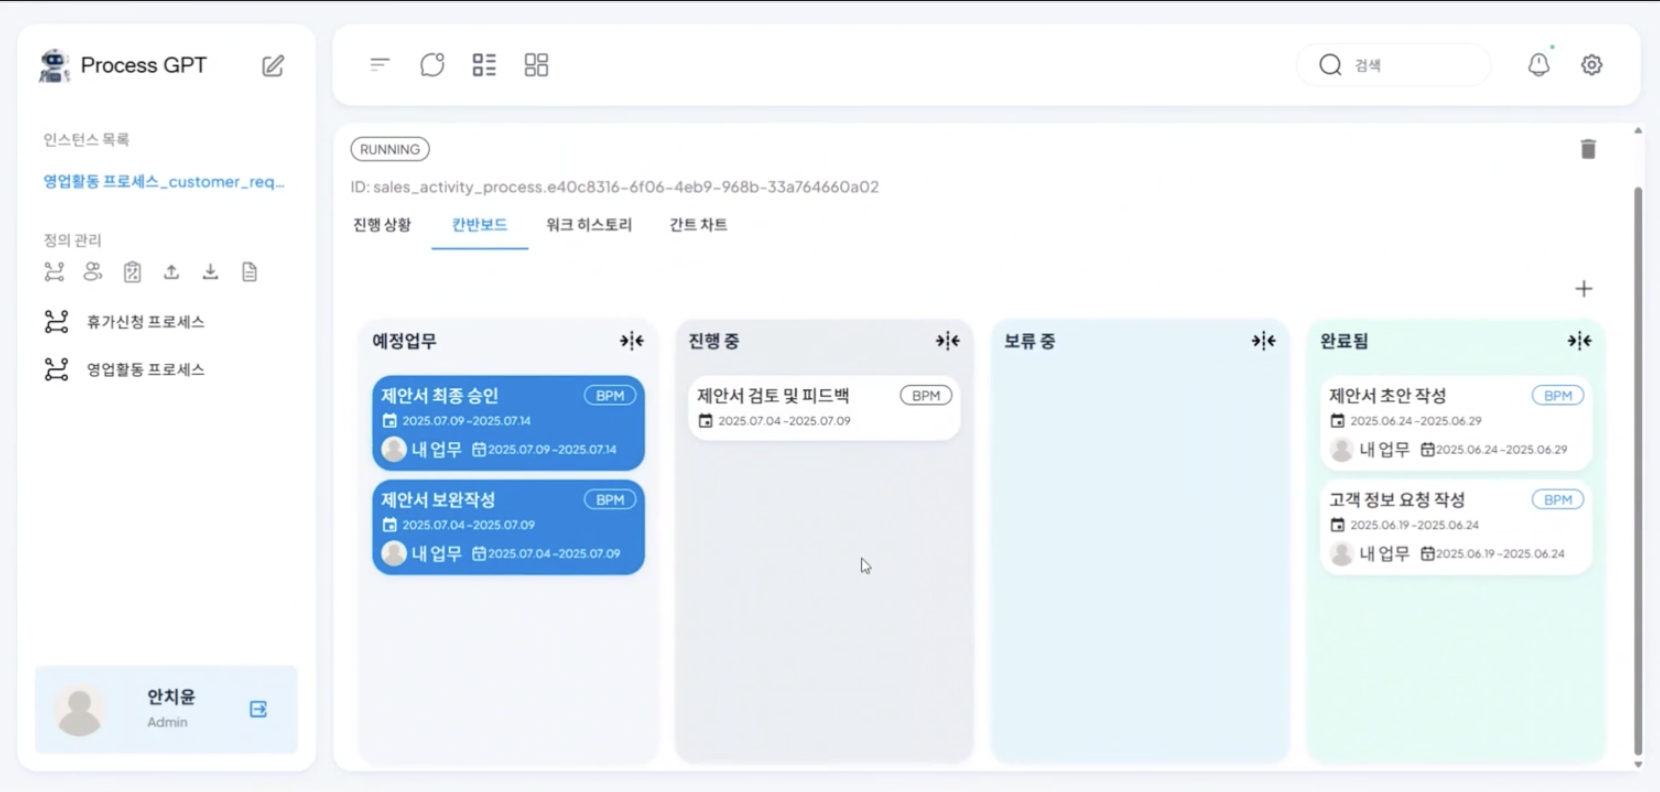 Process GPT
검색
인스턴스 목록
영업활동 프로세스_customer_req...
정의 관리
휴가신청 프로세스
영업활동 프로세스
안치윤
Admin
RUNNING
ID: sales_activity_process.e40c8316-6f06-4eb9-968b-33a764660a02
진행 상황 칸반보드 워크 히스토리 간트 차트
예정업무
제안서 최종 승인 BPM
2025.07.09~2025.07.14
내 업무 2025.07.09~2025.07.14
제안서 보완작성 BPM
2025.07.04~2025.07.09
내 업무 2025.07.04~2025.07.09
진행 중
제안서 검토 및 피드백 BPM
2025.07.04~2025.07.09
보류 중
완료됨
제안서 초안 작성 BPM
2025.06.24~2025.06.29
내 업무 2025.06.24~2025.06.29
고객 정보 요청 작성 BPM
2025.06.19~2025.06.24
내 업무 2025.06.19~2025.06.24